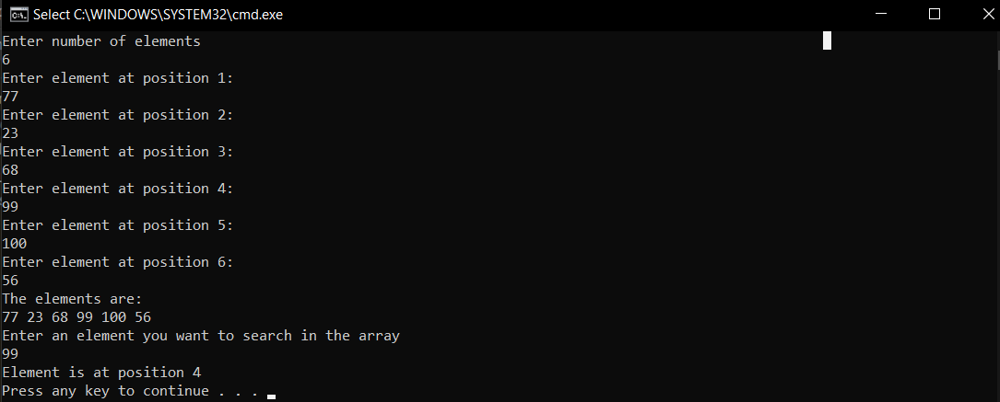 Select C:\WINDOWS\SYSTEM32\cmd.exe
Enter number of elements
6
Enter element at position 1:
77
Enter element at position 2:
23
Enter element at position 3:
68
Enter element at position 4:
99
Enter element at position 5:
100
Enter element at position 6:
56
The elements are:
77 23 68 99 100 56
Enter an element you want to search in the array
99
Element is at position 4
Press any key to continue . . .